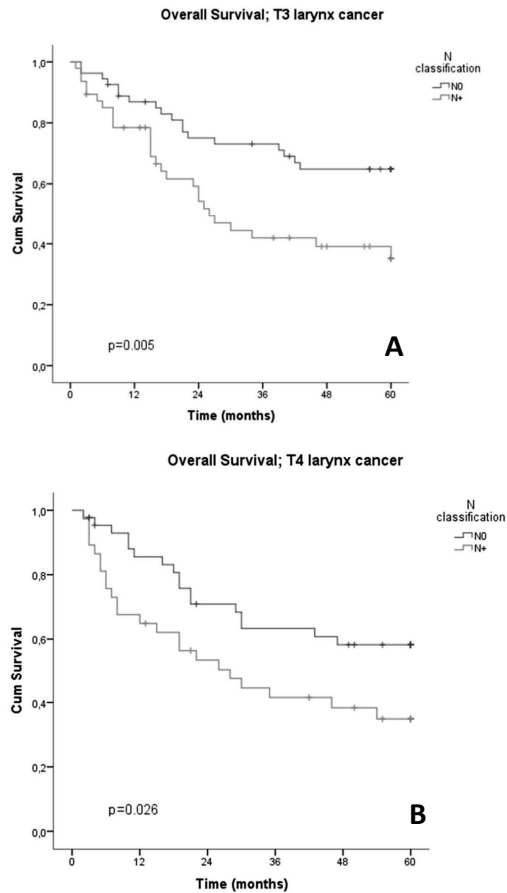 Overall Survival; T3 larynx cancer
N
classification
N0
N+
1,0
0,8
0,6
0,4
0,2
0,0
Cum Survival
p=0.005
A
0 12 24 36 48 60
Time (months)
Overall Survival; T4 larynx cancer
N
classification
N0
N+
1,0
0,8
0,6
0,4
0,2
0,0
Cum Survival
p=0.026
B
0 12 24 36 48 60
Time (months)